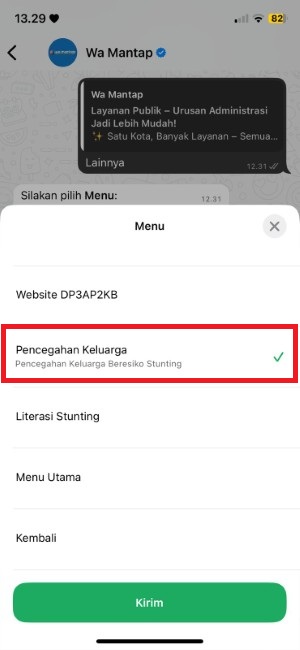 13.29
82
Wa Mantap
Wa Mantap
Layanan Publik – Urusan Administrasi
Jadi Lebih Mudah!
✨ Satu Kota, Banyak Layanan – Semua...
Lainnya
12.31
Silakan pilih Menu:
12.31
Menu
Website DP3AP2KB
Pencegahan Keluarga
Pencegahan Keluarga Beresiko Stunting
Literasi Stunting
Menu Utama
Kembali
Kirim